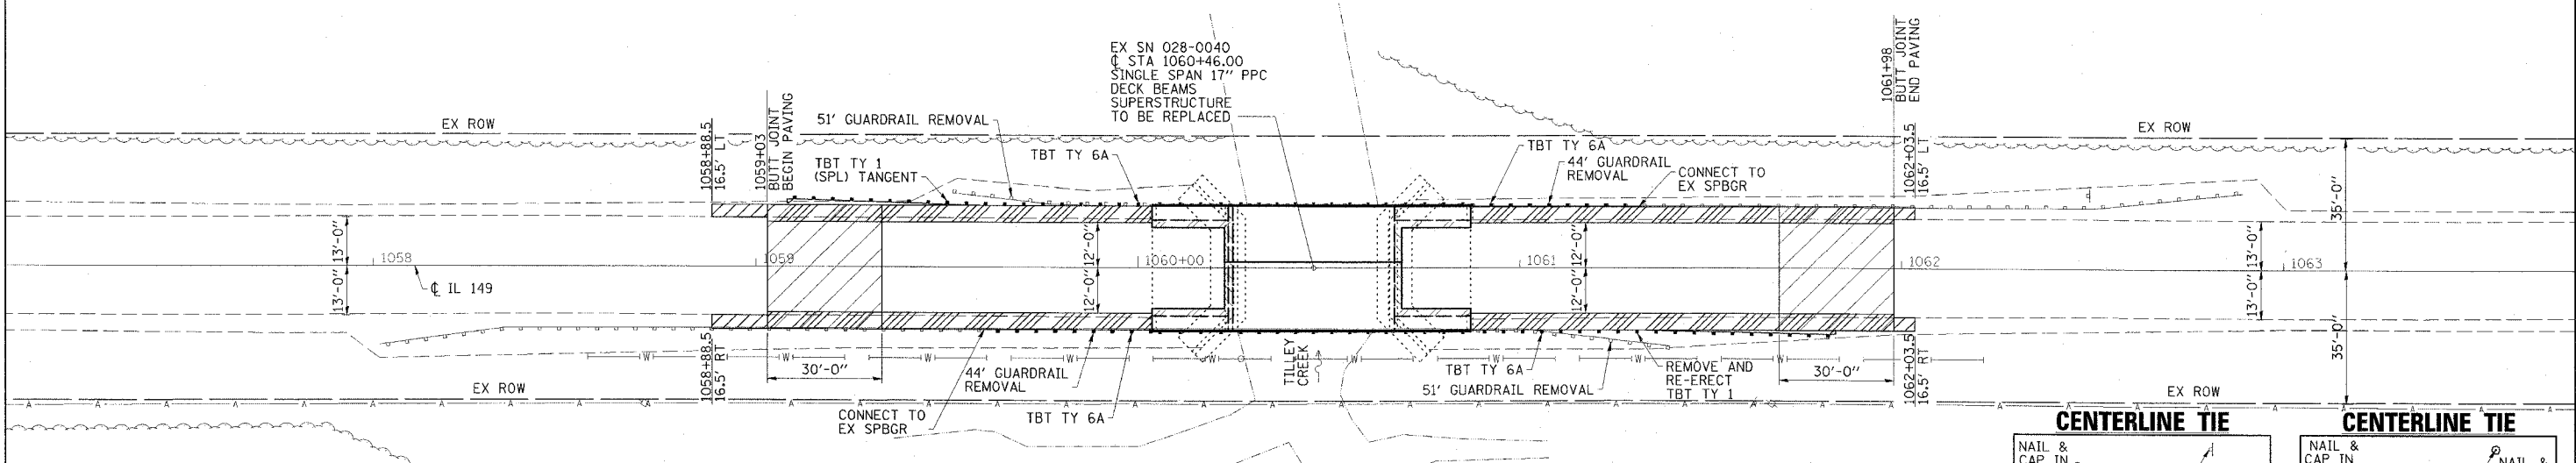 EX SN 028-0040
℄ STA 1060+46.00
SINGLE SPAN 17" PPC
DECK BEAMS
SUPERSTRUCTURE
TO BE REPLACED
1061+98
BUTT JOINT
END PAVING
1058+88.5
16.5' LT
1059+03
BUTT JOINT
BEGIN PAVING
51' GUARDRAIL REMOVAL
EX ROW
TBT TY 1
(SPL) TANGENT
TBT TY 6A
TBT TY 6A
44' GUARDRAIL
REMOVAL
CONNECT TO
EX SPBGR
1062+03.5
16.5' LT
EX ROW
35'-0"
13'-0"
12'-0"
12'-0"
13'-0"
1058
1059
1060+00
1061
1062
1063
℄ IL 149
13'-0"
12'-0"
12'-0"
13'-0"
35'-0"
W
W
W
W
W
W
W
W
W
1058+88.5
16.5' RT
30'-0"
44' GUARDRAIL
REMOVAL
TILLEY
CREEK
TBT TY 6A
51' GUARDRAIL REMOVAL
REMOVE AND
RE-ERECT
TBT TY 1
30'-0"
1062+03.5
16.5' RT
EX ROW
EX ROW
CONNECT TO
EX SPBGR
TBT TY 6A
CENTERLINE TIE
CENTERLINE TIE
NAIL &
CAP IN
NAIL &
CAP IN
NAIL &